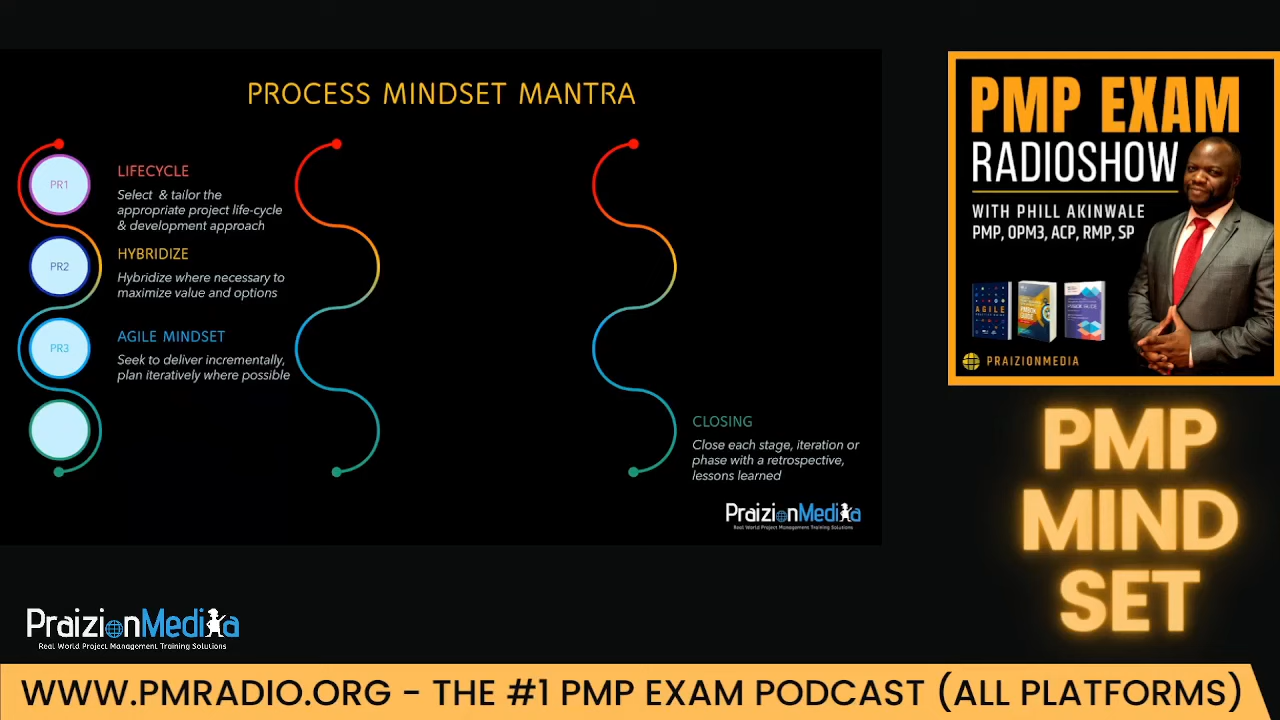 PROCESS MINDSET MANTRA
PR1
LIFECYCLE
Select & tailor the
appropriate project life-cycle
& development approach
PR2
HYBRIDIZE
Hybridize where necessary to
maximize value and options
PR3
AGILE MINDSET
Seek to deliver incrementally,
plan iteratively where possible
CLOSING
Close each stage, iteration or
phase with a retrospective,
lessons learned
PraizionMedia
Real World Project Management Training Solutions
PMP EXAM
RADIOSHOW
WITH PHILL AKINWALE
PMP, OPM3, ACP, RMP, SP
AGILE
PRAIZIONMEDIA
PMP
MIND
SET
PraizionMedia
Real World Project Management Training Solutions
WWW.PMRADIO.ORG - THE #1 PMP EXAM PODCAST (ALL PLATFORMS)